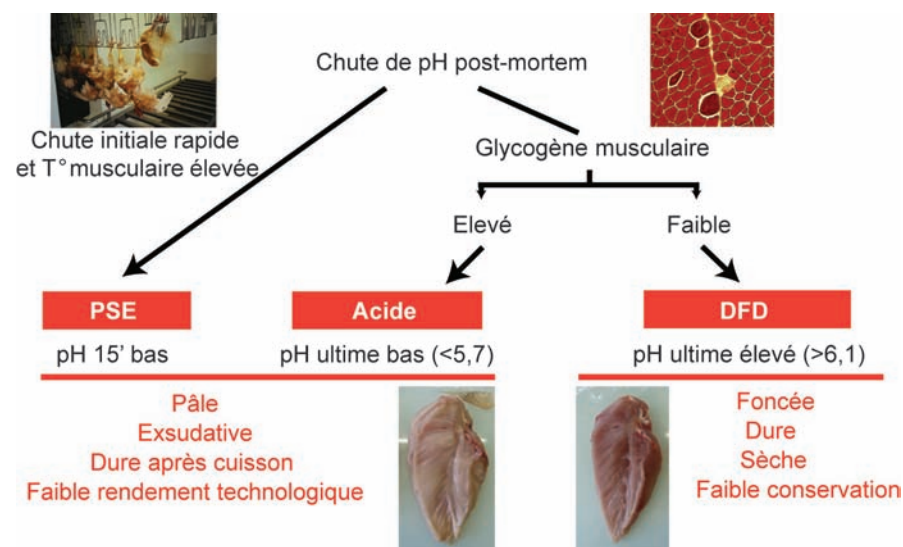 Chute de pH post-mortem
Chute initiale rapide
et T° musculaire élevée
Glycogène musculaire
Elevé
Faible
PSE
Acide
DFD
pH 15' bas
pH ultime bas (<5,7)
pH ultime élevé (>6,1)
Pâle
Exsudative
Dure après cuisson
Faible rendement technologique
Foncée
Dure
Sèche
Faible conservation